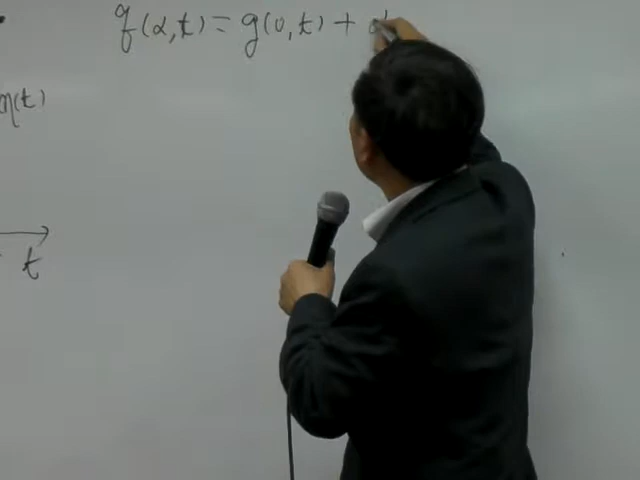 q(α,t) = q(0,t) + α
η(t)
t